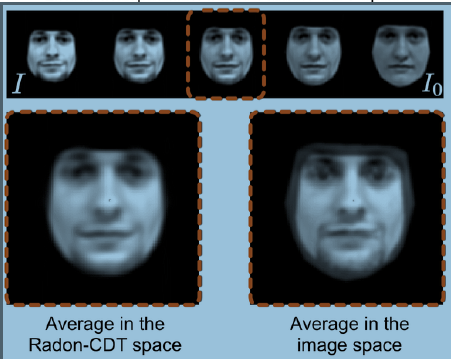 I
I₀
Average in the
Radon-CDT space
Average in the
image space